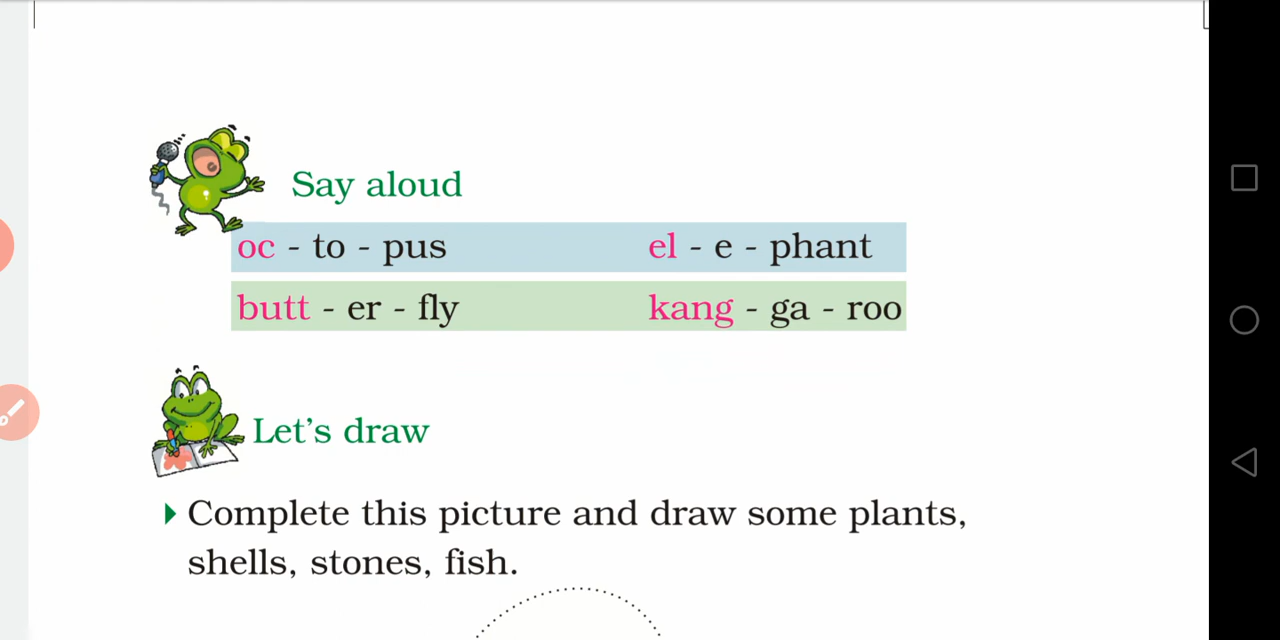 Say aloud
oc - to - pus el - e - phant
butt - er - fly kang - ga - roo
Let's draw
Complete this picture and draw some plants,
shells, stones, fish.